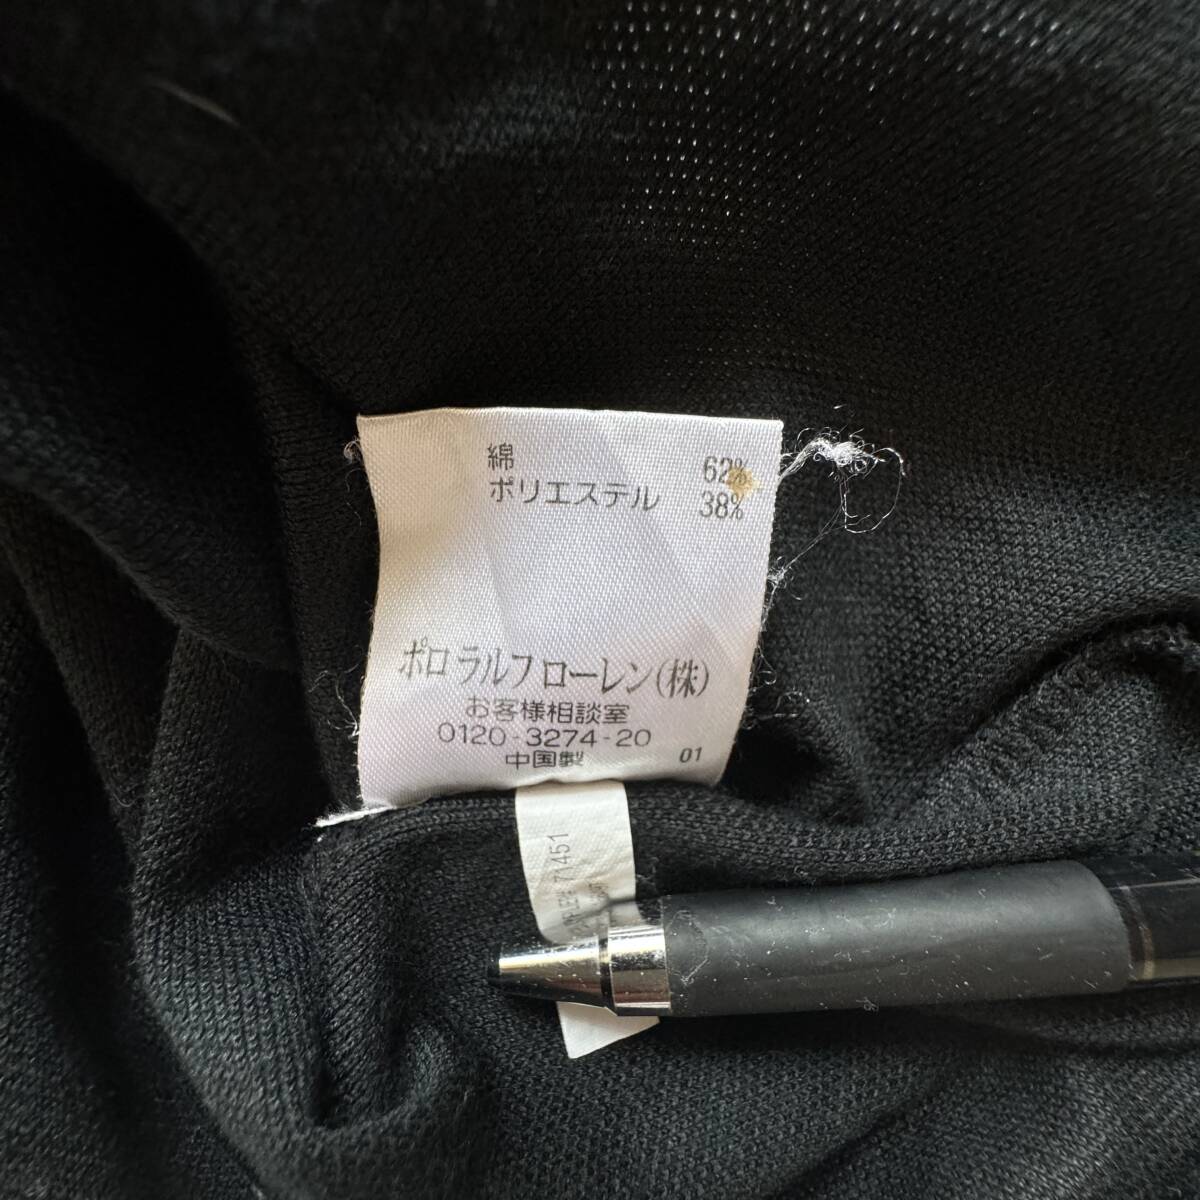 綿 62%
ポリエステル 38%
ポロ ラルフ ローレン(株)
お客様相談室
0120-3274-20
中国製 01
71451